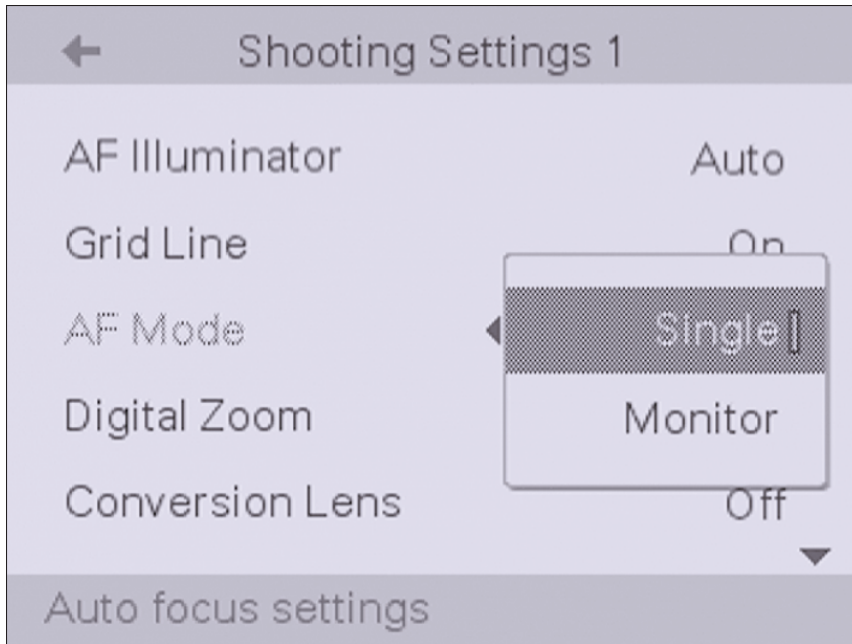 Shooting Settings 1
AF Illuminator Auto
Grid Line On
AF Mode Single
Digital Zoom Monitor
Conversion Lens Off
Auto focus settings